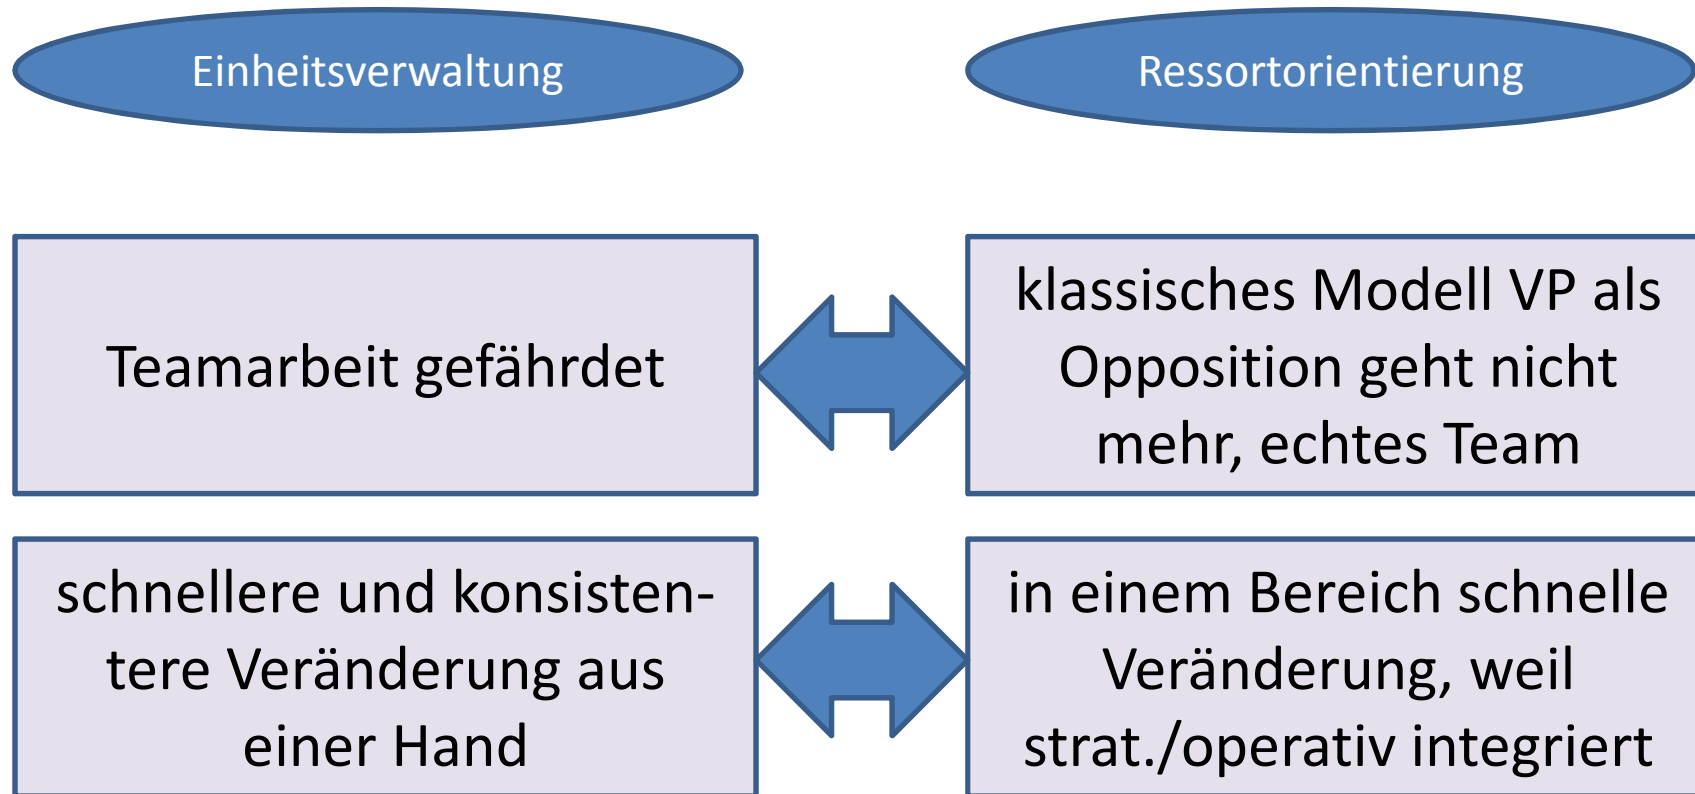 Einheitsverwaltung
Ressortorientierung
Teamarbeit gefährdet
klassisches Modell VP als
Opposition geht nicht
mehr, echtes Team
schnellere und konsisten-
tere Veränderung aus
einer Hand
in einem Bereich schnelle
Veränderung, weil
strat./operativ integriert